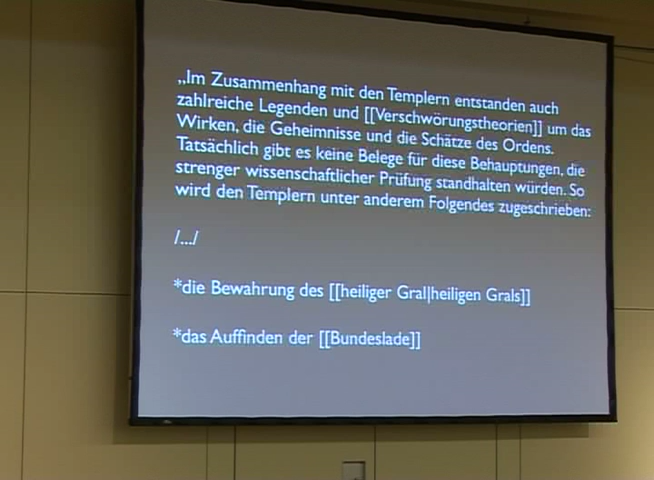 „Im Zusammenhang mit den Templern entstanden auch
zahlreiche Legenden und [[Verschwörungstheorien]] um das
Wirken, die Geheimnisse und die Schätze des Ordens.
Tatsächlich gibt es keine Belege für diese Behauptungen, die
strenger wissenschaftlicher Prüfung standhalten würden. So
wird den Templern unter anderem Folgendes zugeschrieben:
/.../
*die Bewahrung des [[heiliger Gral|heiligen Grals]]
*das Auffinden der [[Bundeslade]]